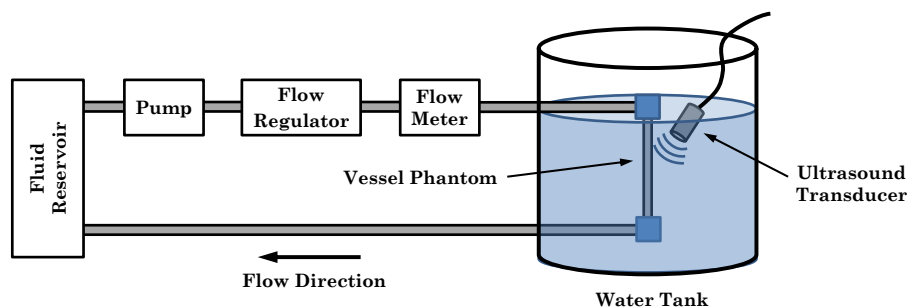 Fluid
Reservoir
Pump
Flow
Regulator
Flow
Meter
Vessel Phantom
Ultrasound
Transducer
Flow Direction
Water Tank